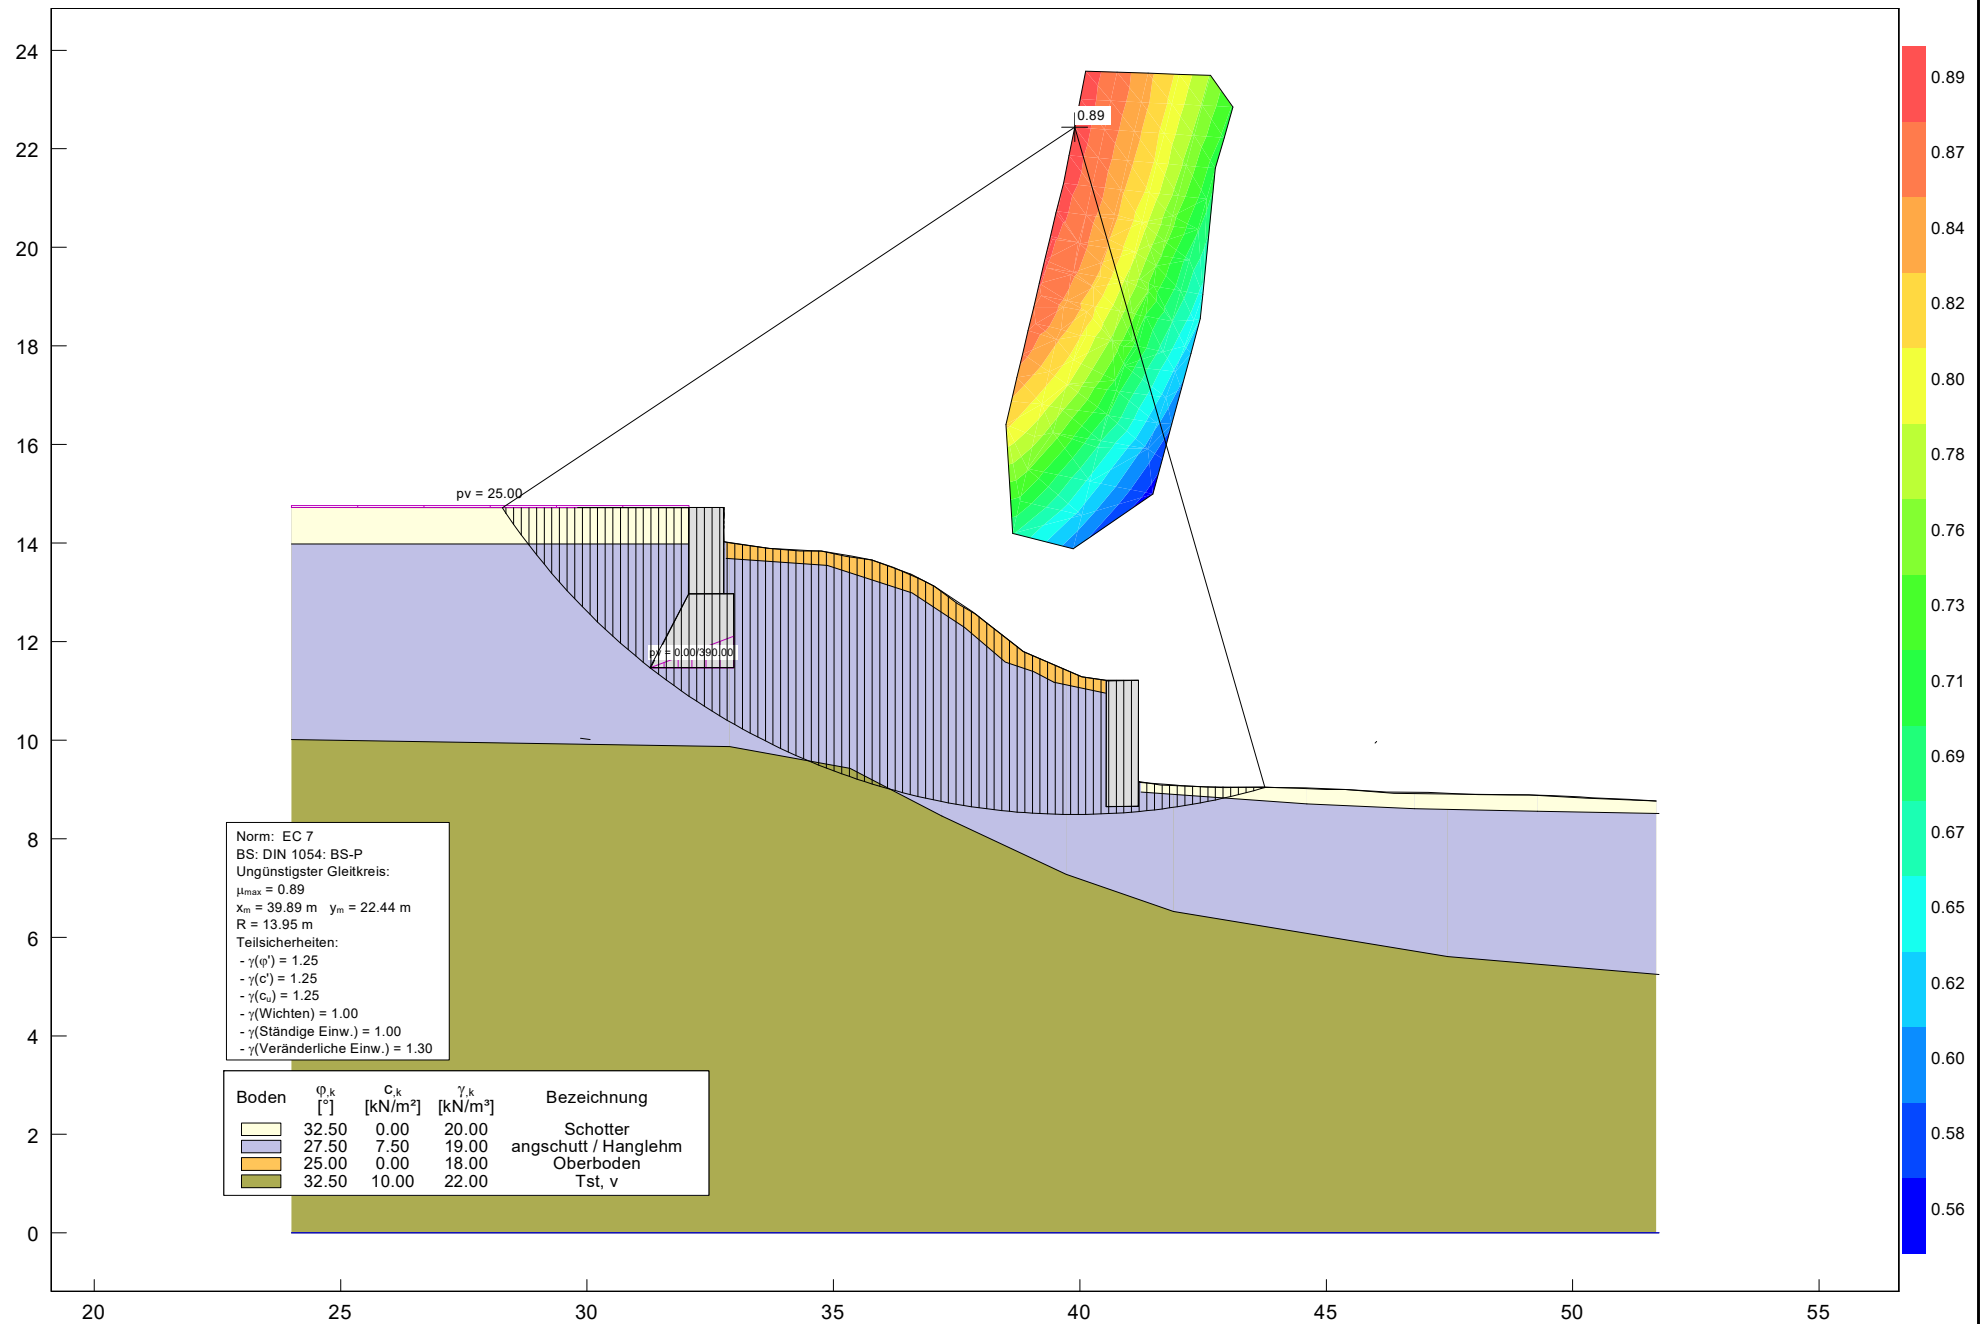 24
22
20
18
16
14
12
10
8
6
4
2
0
20
25
30
35
40
45
50
55
0.89
pv = 25.00
pv = 0.00/390.00
0.89
0.87
0.84
0.82
0.80
0.78
0.76
0.73
0.71
0.69
0.67
0.65
0.62
0.60
0.58
0.56
Norm: EC 7
BS: DIN 1054: BS-P
Ungünstigster Gleitkreis:
μmax = 0.89
xm = 39.89 m ym = 22.44 m
R = 13.95 m
Teilsicherheiten:
- γ(φ') = 1.25
- γ(c') = 1.25
- γ(cu) = 1.25
- γ(Wichten) = 1.00
- γ(Ständige Einw.) = 1.00
- γ(Veränderliche Einw.) = 1.30
Boden φ,k [°] c,k [kN/m²] γ,k [kN/m³] Bezeichnung
32.50 0.00 20.00 Schotter
27.50 7.50 19.00 angschutt / Hanglehm
25.00 0.00 18.00 Oberboden
32.50 10.00 22.00 Tst, v